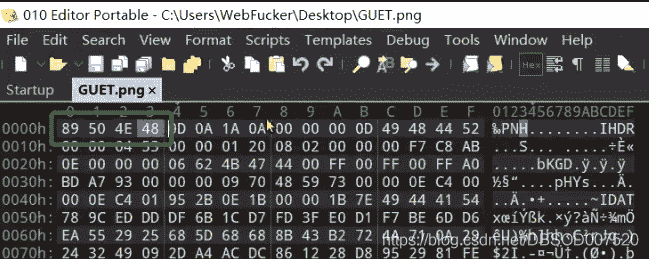 010 Editor Portable - C:\Users\WebFucker\Desktop\GUET.png
File Edit Search View Format Scripts Templates Debug Tools Window Help
Hex
Startup GUET.png ×
0 1 2 3 4 5 6 7 8 9 A B C D E F 0123456789ABCDEF
0000h: 89 50 4E 48 0D 0A 1A 0A 00 00 00 0D 49 48 44 52 ‰PNH........IHDR
0010h: 00 00 01 20 08 02 00 00 00 F7 C8 AB ...S ......÷È«
0020h: 0E 00 00 00 06 62 4B 47 44 00 FF 00 FF 00 FF A0 .....bKGD.ÿ.ÿ.ÿ
0030h: BD A7 93 00 00 00 09 70 48 59 73 00 00 0E C4 00 ½§“....pHYs...Ä.
0040h: 00 0E C4 01 95 2B 0E 1B 00 00 1B 7E 49 44 41 54 ..Ä.•+.....~IDAT
0050h: 78 9C ED DD DF 6B 1C D7 FD 3F E0 D1 F7 BE 6D D6 xœíÝßk.×ý?àÑ÷¾mÖ
0060h: EA 55 29 25 68 5D 68 68 8B 43 B2 72 4A 71 0A 29
0070h: 24 32 49 09 2D A4 AC DC 86 12 28 D8 95 29 81 FE $2I.-¤¬Ü†.(Ø•).þ
https://blog.csdn.net/DBSOD007620